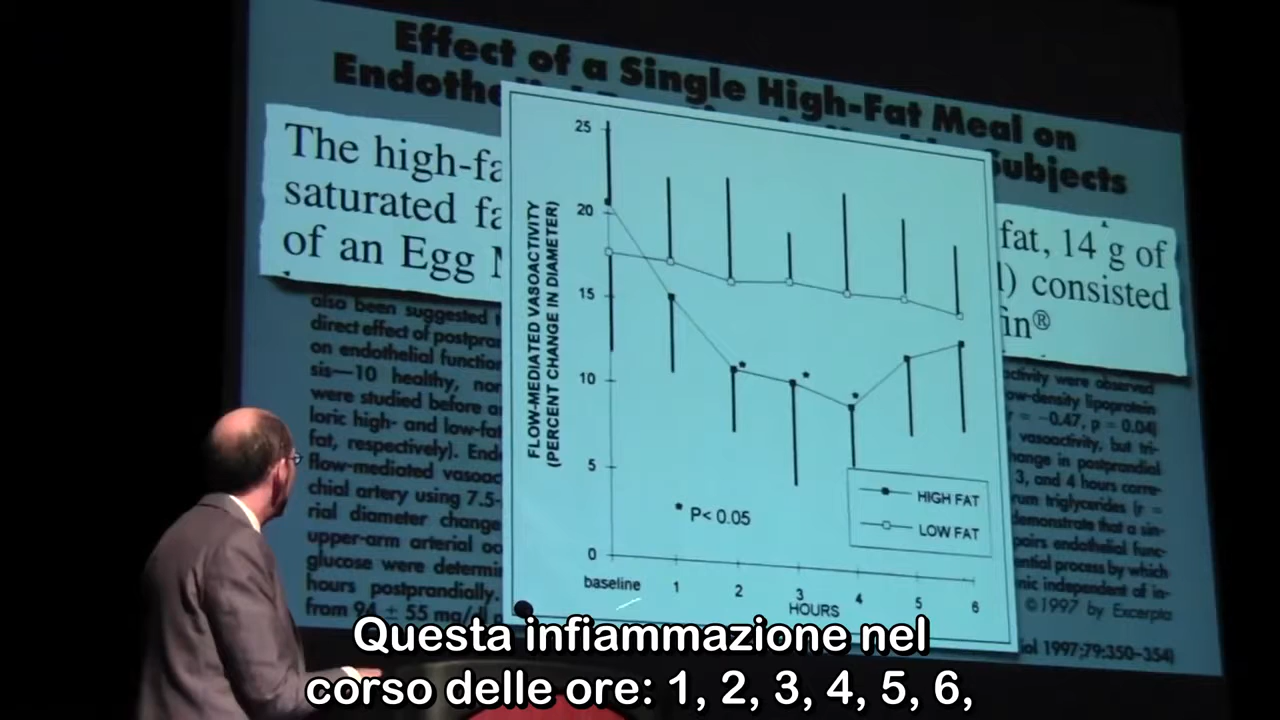 Effect of a Single High-Fat Meal on
Endothe
Subjects
The high-fa
saturated fa
of an Egg
fat, 14 g of
consisted
in®
also been suggested
direct effect of postpran
on endothelial function
sis—10 healthy, nor
were studied before a
loric high- and low-fat
fat, respectively). End
flow-mediated vasoac
chial artery using 7.5-
rial diameter change
upper-arm arterial oc
glucose were determin
hours postprandially.
from 94 ± 55 mg/dl
activity were observed
ow-density lipoprotein
r = −0.47, p = 0.04)
vasoactivity, but tri-
hange in postprandial
3, and 4 hours corre-
rum triglycerides (r =
demonstrate that a sin-
pairs endothelial func-
ential process by which
nic independent of in-
©1997 by Excerpta
iol 1997;79:350–354)
FLOW-MEDIATED VASOACTIVITY
(PERCENT CHANGE IN DIAMETER)
25
20
15
10
5
0
* P< 0.05
HIGH FAT
LOW FAT
baseline 1 2 3 4 5 6
HOURS
Questa infiammazione nel
corso delle ore: 1, 2, 3, 4, 5, 6,